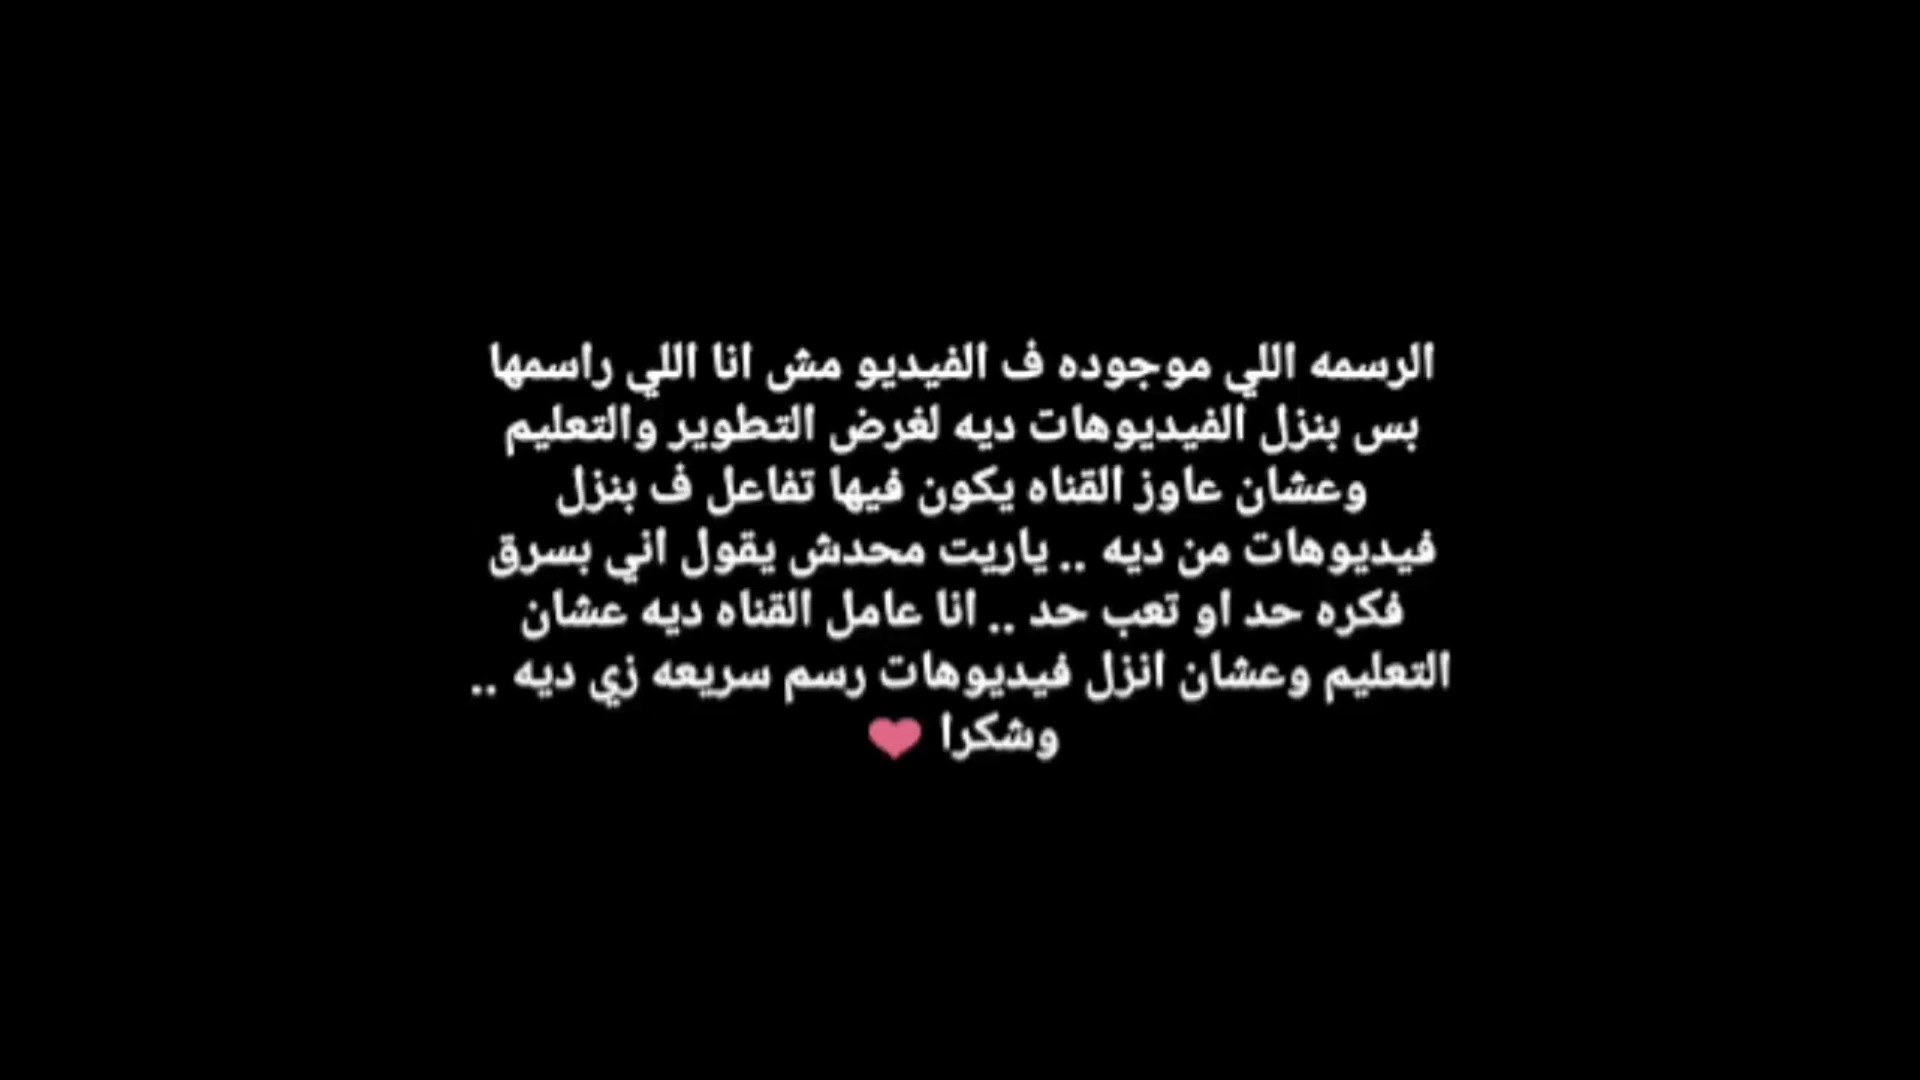 الرسمه اللي موجوده ف الفيديو مش انا اللي راسمها
بس بنزل الفيديوهات ديه لغرض التطوير والتعليم
وعشان عاوز القناه يكون فيها تفاعل ف بنزل
فيديوهات من ديه .. ياريت محدش يقول اني بسرق
فكره حد او تعب حد .. انا عامل القناه ديه عشان
التعليم وعشان انزل فيديوهات رسم سريعه زي ديه ..
وشكرا ❤